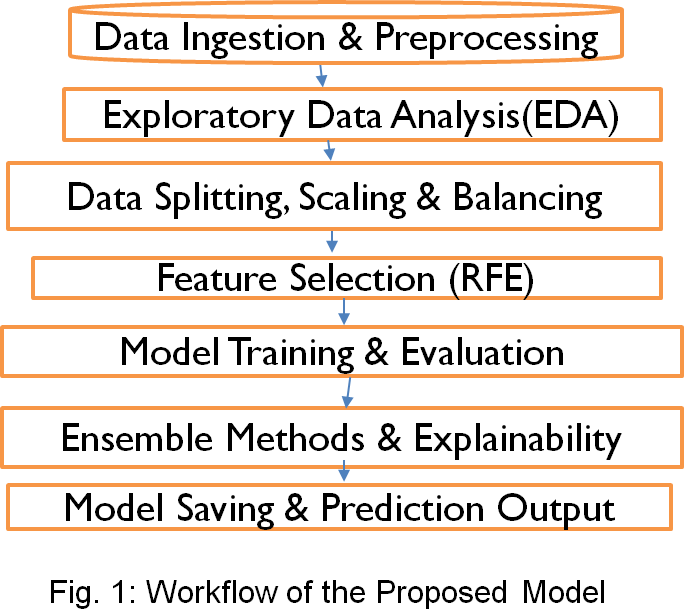 Data Ingestion & Preprocessing
Exploratory Data Analysis(EDA)
Data Splitting, Scaling & Balancing
Feature Selection (RFE)
Model Training & Evaluation
Ensemble Methods & Explainability
Model Saving & Prediction Output
Fig. 1: Workflow of the Proposed Model